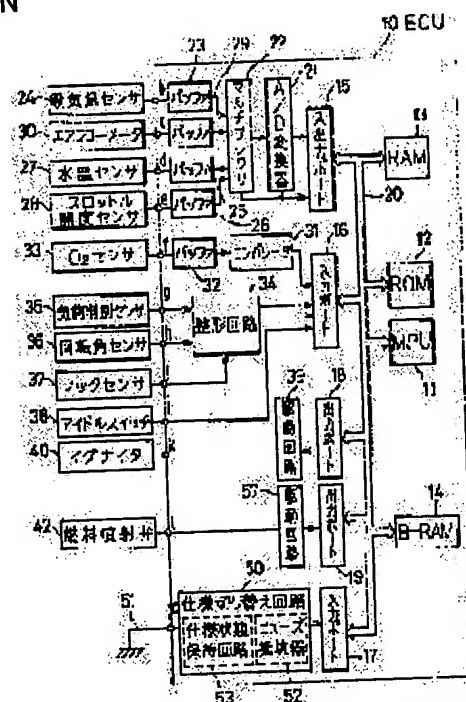 N
10 ECU
23
29
22
21
15
24
吸気温センサ
バッファ
30
エアフローメータ
バッファ
27
水温センサ
バッファ
28
スロットル
開度センサ
バッファ
マルチプレクサ
A/D変換器
入出力ポート
RAM
20
25
26
33
O₂センサ
f
バッファ
コンパレータ
31
16
入力ポート
32
34
12
ROM
35
気筒判別センサ
g
整形回路
36
回転角センサ
h
MPU
11
37
ノックセンサ
38
アイドルスイッチ
39
18
40
イグナイタ
駆動回路
出力ポート
14
B-RAM
42
燃料噴射弁
駆動回路
出力ポート
19
50
51
仕様切り替え回路
仕様状態
保持回路
ヒューズ
抵抗器
入力ポート
17
53
52